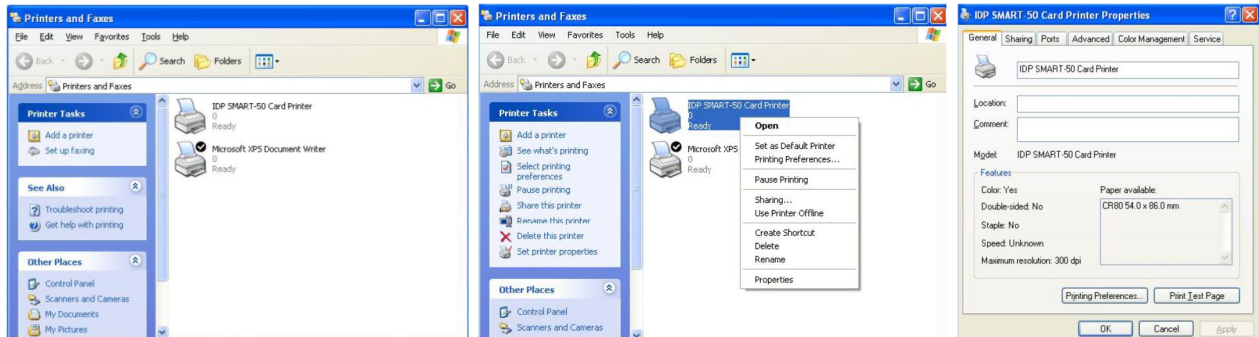 Printers and Faxes
File Edit View Favorites Tools Help
Back Search Folders
Address Printers and Faxes Go
Printer Tasks
Add a printer
Set up faxing
See Also
Troubleshoot printing
Get help with printing
Other Places
Control Panel
Scanners and Cameras
My Documents
My Pictures
IDP SMART-50 Card Printer
0
Ready
Microsoft XPS Document Writer
0
Ready
Printers and Faxes
File Edit View Favorites Tools Help
Back Search Folders
Address Printers and Faxes Go
Printer Tasks
Add a printer
See what's printing
Select printing
preferences
Pause printing
Share this printer
Rename this printer
Delete this printer
Set printer properties
Other Places
Control Panel
Scanners and Cameras
IDP SMART-50 Card Printer
0
Ready
Microsoft XPS
0
Ready
Open
Set as Default Printer
Printing Preferences...
Pause Printing
Sharing...
Use Printer Offline
Create Shortcut
Delete
Rename
Properties
IDP SMART-50 Card Printer Properties
General Sharing Ports Advanced Color Management Service
IDP SMART-50 Card Printer
Location:
Comment:
Model: IDP SMART-50 Card Printer
Features
Color: Yes
Double-sided: No
Staple: No
Speed: Unknown
Maximum resolution: 300 dpi
Paper available:
CR80 54.0 x 86.0 mm
Printing Preferences... Print Test Page
OK Cancel Apply